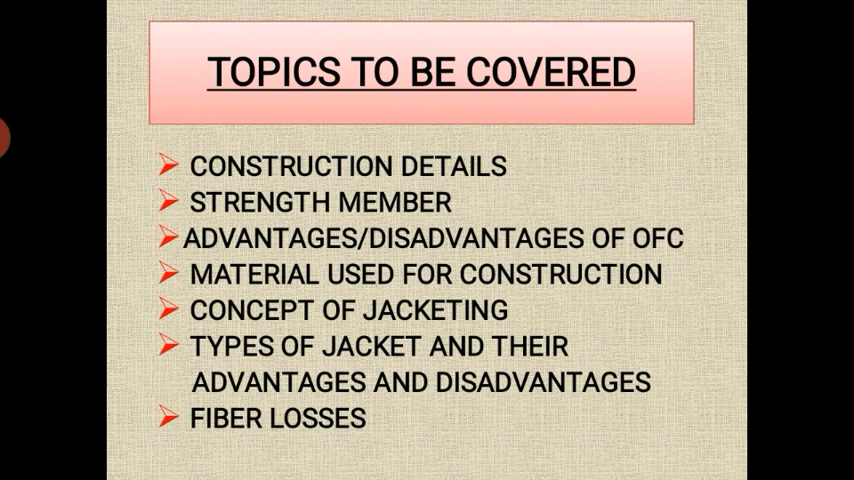 TOPICS TO BE COVERED
CONSTRUCTION DETAILS
STRENGTH MEMBER
ADVANTAGES/DISADVANTAGES OF OFC
MATERIAL USED FOR CONSTRUCTION
CONCEPT OF JACKETING
TYPES OF JACKET AND THEIR
ADVANTAGES AND DISADVANTAGES
FIBER LOSSES